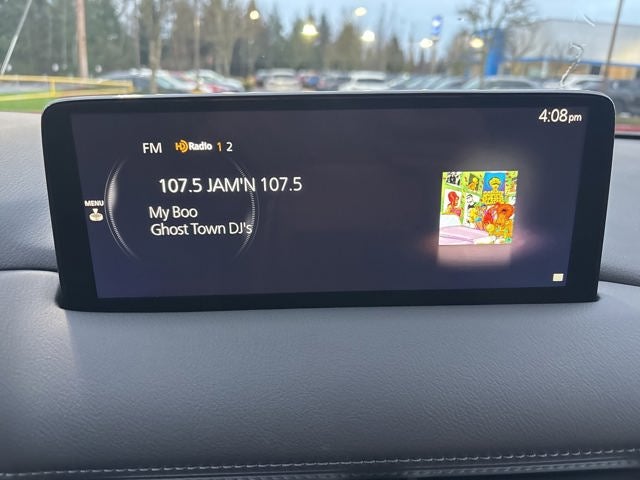 4:08pm
FM HD Radio 1 2
107.5 JAM'N 107.5
MENU
My Boo
Ghost Town DJ's